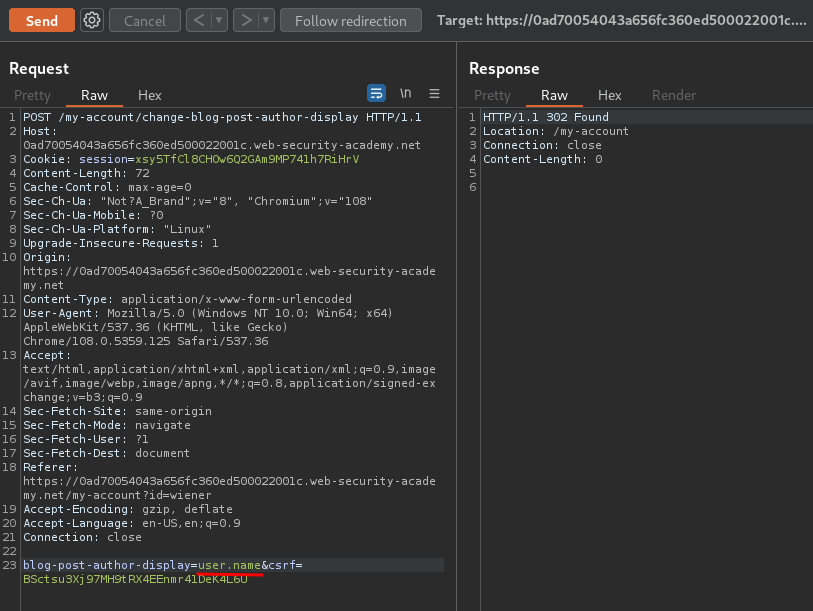 Send Cancel < > Follow redirection Target: https://0ad70054043a656fc360ed500022001c....
Request
Pretty Raw Hex \n
1 POST /my-account/change-blog-post-author-display HTTP/1.1
2 Host:
0ad70054043a656fc360ed500022001c.web-security-academy.net
3 Cookie: session=xsy5TfCl8CHOw6Q2GAm9MP741h7RiHrV
4 Content-Length: 72
5 Cache-Control: max-age=0
6 Sec-Ch-Ua: "Not?A_Brand";v="8", "Chromium";v="108"
7 Sec-Ch-Ua-Mobile: ?0
8 Sec-Ch-Ua-Platform: "Linux"
9 Upgrade-Insecure-Requests: 1
10 Origin:
https://0ad70054043a656fc360ed500022001c.web-security-acade
my.net
11 Content-Type: application/x-www-form-urlencoded
12 User-Agent: Mozilla/5.0 (Windows NT 10.0; Win64; x64)
AppleWebKit/537.36 (KHTML, like Gecko)
Chrome/108.0.5359.125 Safari/537.36
13 Accept:
text/html,application/xhtml+xml,application/xml;q=0.9,image
/avif,image/webp,image/apng,*/*;q=0.8,application/signed-ex
change;v=b3;q=0.9
14 Sec-Fetch-Site: same-origin
15 Sec-Fetch-Mode: navigate
16 Sec-Fetch-User: ?1
17 Sec-Fetch-Dest: document
18 Referer:
https://0ad70054043a656fc360ed500022001c.web-security-acade
my.net/my-account?id=wiener
19 Accept-Encoding: gzip, deflate
20 Accept-Language: en-US,en;q=0.9
21 Connection: close
22
23 blog-post-author-display=user.name&csrf=
BSctsu3Xj97MH9tRX4EEnmr41DeK4L6U
Response
Pretty Raw Hex Render
1 HTTP/1.1 302 Found
2 Location: /my-account
3 Connection: close
4 Content-Length: 0
5
6